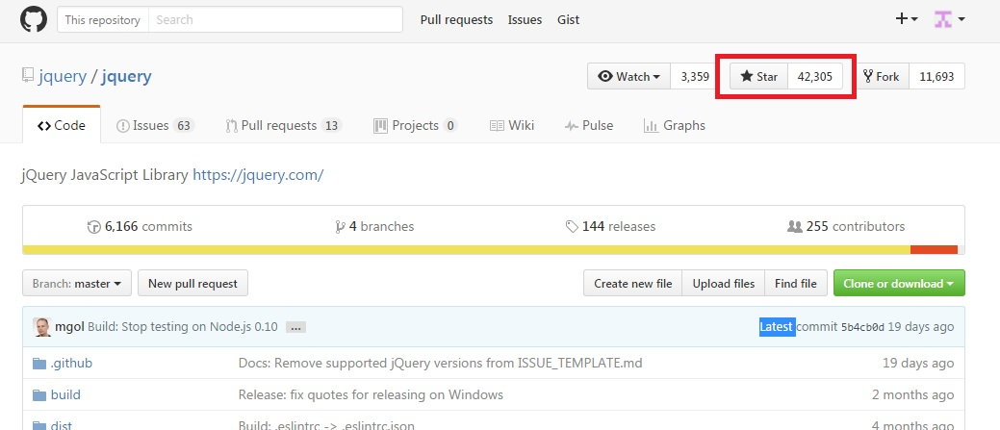 This repository Search Pull requests Issues Gist
jquery / jquery Watch 3,359 Star 42,305 Fork 11,693
Code Issues 63 Pull requests 13 Projects 0 Wiki Pulse Graphs
jQuery JavaScript Library https://jquery.com/
6,166 commits 4 branches 144 releases 255 contributors
Branch: master New pull request Create new file Upload files Find file Clone or download
mgol Build: Stop testing on Node.js 0.10 ... Latest commit 5b4cb0d 19 days ago
.github Docs: Remove supported jQuery versions from ISSUE_TEMPLATE.md 19 days ago
build Release: fix quotes for releasing on Windows 2 months ago
dist Build: .eslintrc -> .eslintrc.json 4 months ago